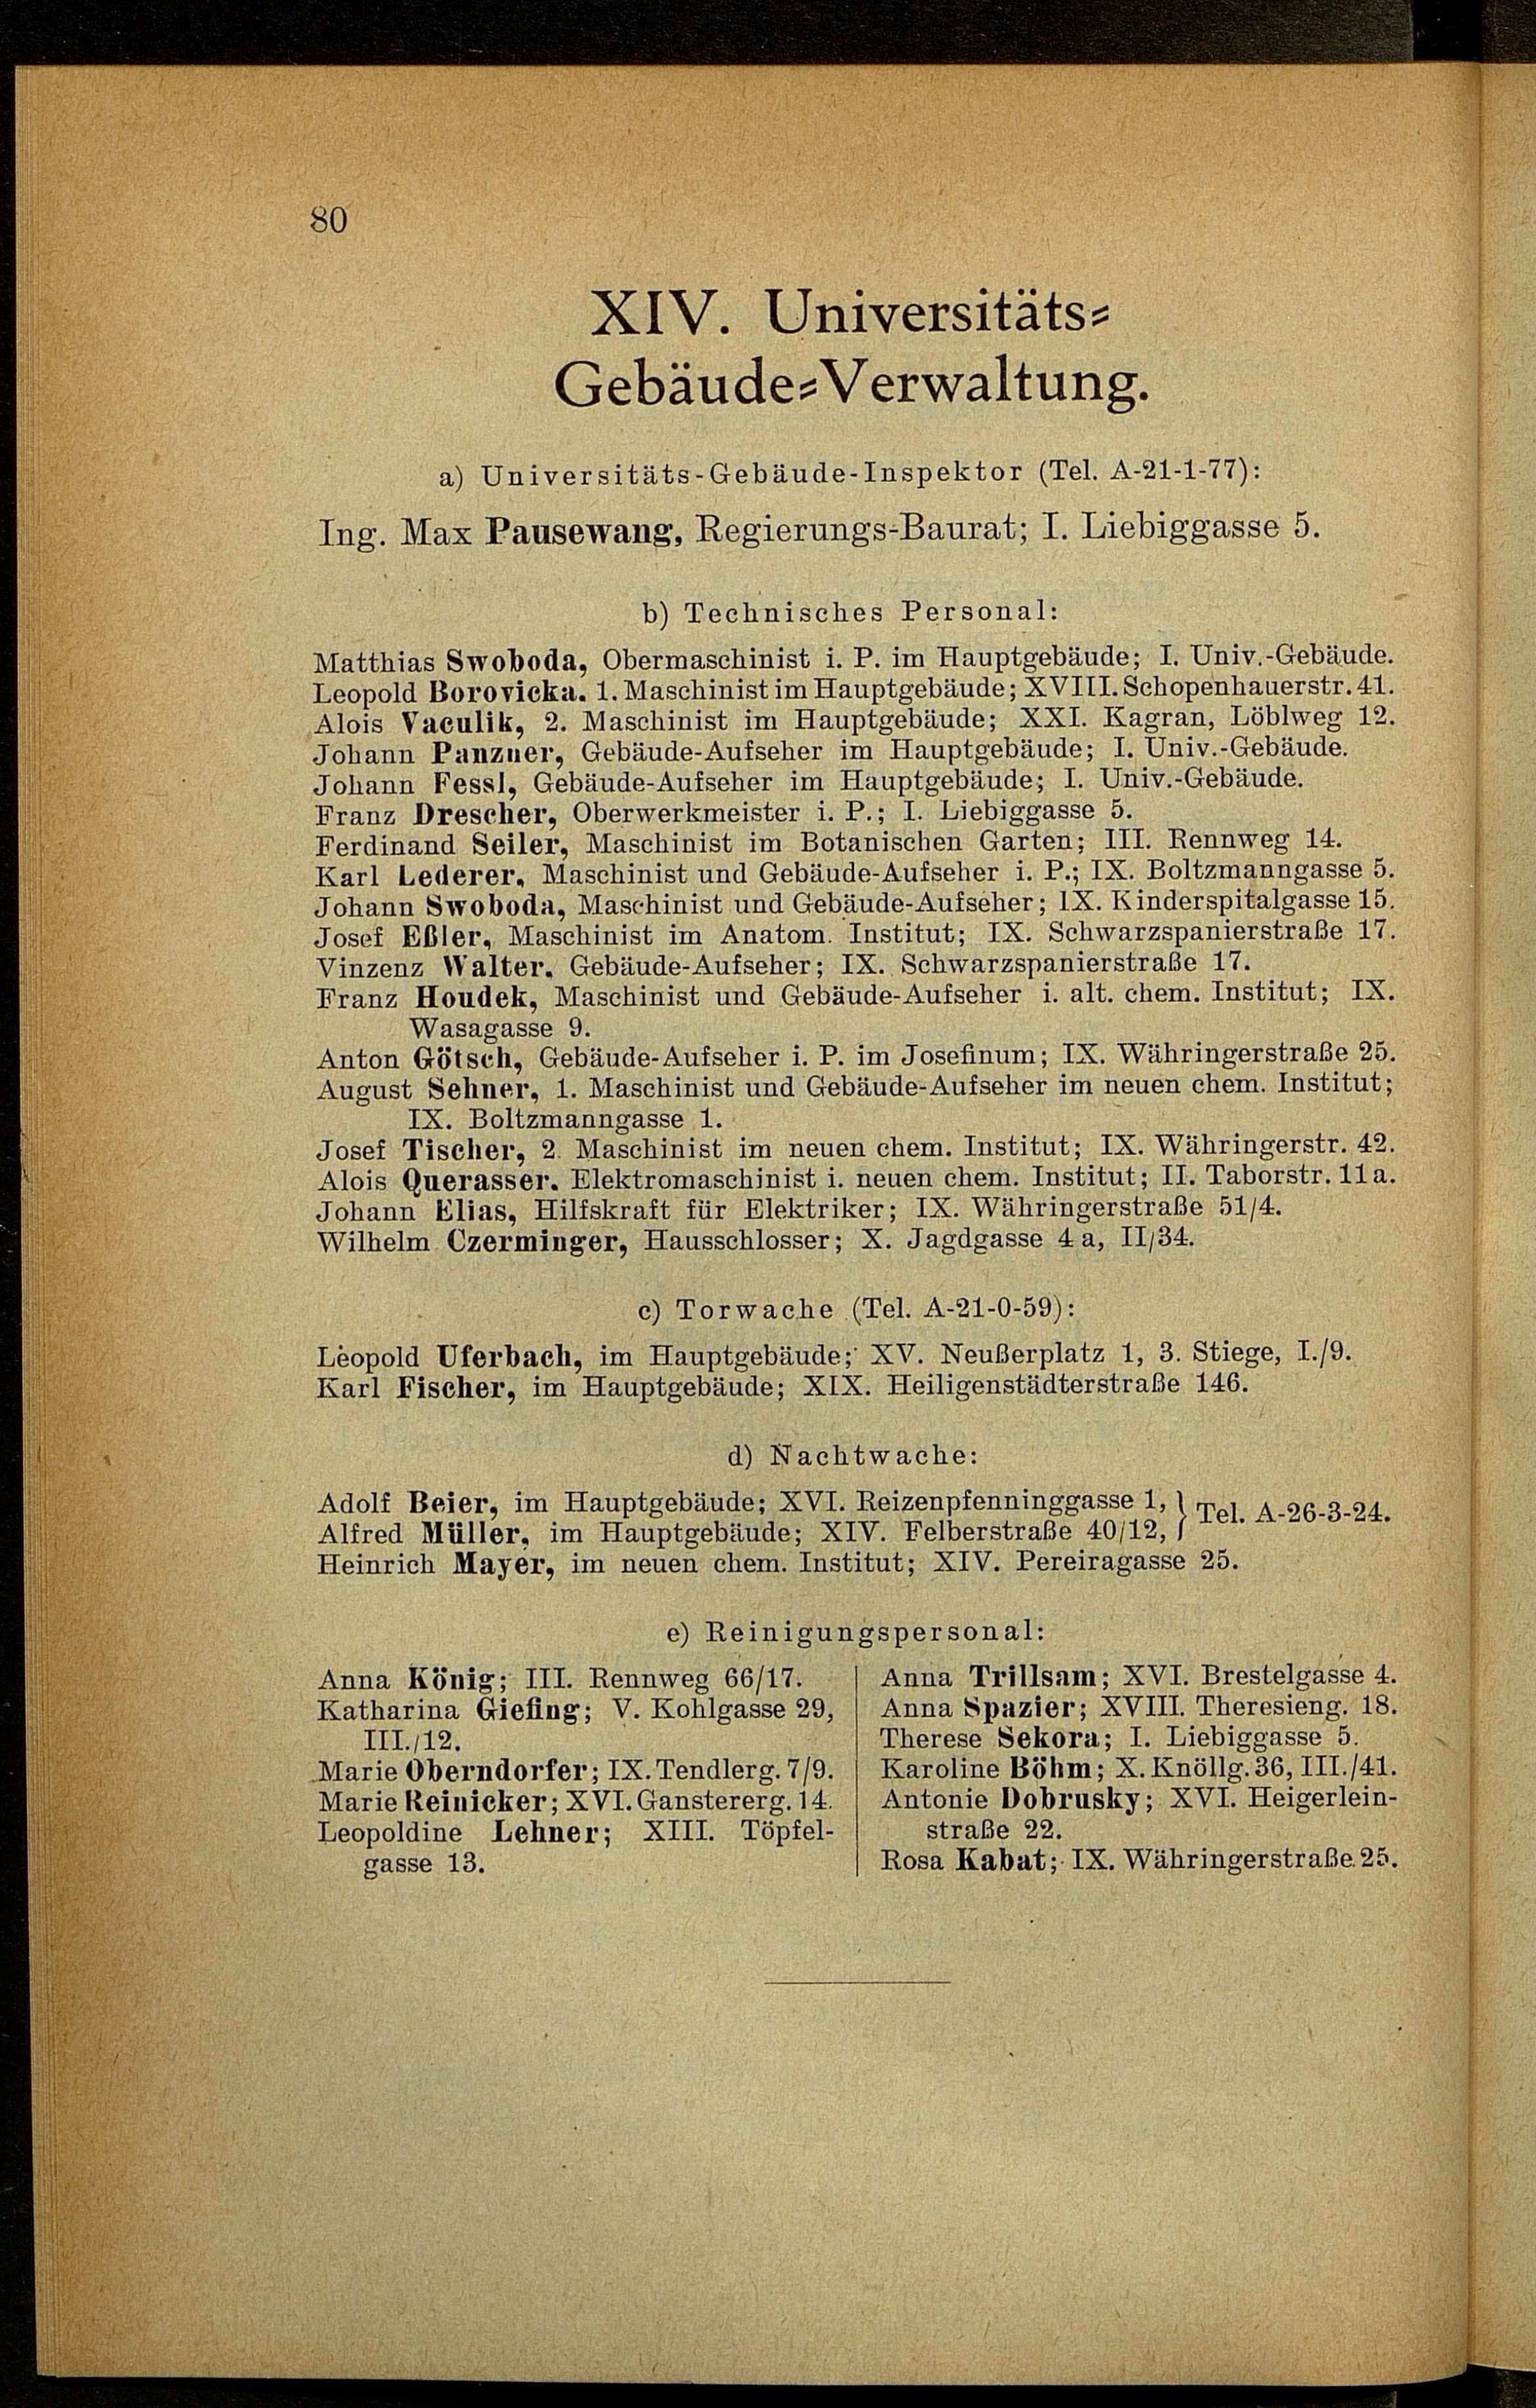 80
XIV. Universitäts-
Gebäude-Verwaltung.
a) Universitäts-Gebäude-Inspektor (Tel. A-21-1-77):
Ing. Max Pausewang, Regierungs-Baurat; I. Liebiggasse 5.
b) Technisches Personal:
Matthias Swoboda, Obermaschinist i. P. im Hauptgebäude; I. Univ.-Gebäude.
Leopold Borovicka. 1. Maschinist im Hauptgebäude; XVIII. Schopenhauerstr. 41.
Alois Vaculik, 2. Maschinist im Hauptgebäude; XXI. Kagran, Löblweg 12.
Johann Panzner, Gebäude-Aufseher im Hauptgebäude; I. Univ.-Gebäude.
Johann Fessl, Gebäude-Aufseher im Hauptgebäude; I. Univ.-Gebäude.
Franz Drescher, Oberwerkmeister i. P.; I. Liebiggasse 5.
Ferdinand Seiler, Maschinist im Botanischen Garten; III. Rennweg 14.
Karl Lederer, Maschinist und Gebäude-Aufseher i. P.; IX. Boltzmanngasse 5.
Johann Swoboda, Maschinist und Gebäude-Aufseher; IX. Kinderspitalgasse 15.
Josef Eßler, Maschinist im Anatom. Institut; IX. Schwarzspanierstraße 17.
Vinzenz Walter. Gebäude-Aufseher; IX. Schwarzspanierstraße 17.
Franz Houdek, Maschinist und Gebäude-Aufseher i. alt. chem. Institut; IX.
Wasagasse 9.
Anton Götsch, Gebäude-Aufseher i. P. im Josefinum; IX. Währingerstraße 25.
August Sehner, 1. Maschinist und Gebäude-Aufseher im neuen chem. Institut;
IX. Boltzmanngasse 1.
Josef Tischer, 2. Maschinist im neuen chem. Institut; IX. Währingerstr. 42.
Alois Querasser. Elektromaschinist i. neuen chem. Institut; II. Taborstr. 11 a.
Johann Elias, Hilfskraft für Elektriker; IX. Währingerstraße 51/4.
Wilhelm Czerminger, Hausschlosser; X. Jagdgasse 4 a, II/34.
c) Torwache (Tel. A-21-0-59):
Leopold Uferbach, im Hauptgebäude; XV. Neußerplatz 1, 3. Stiege, I./9.
Karl Fischer, im Hauptgebäude; XIX. Heiligenstädterstraße 146.
d) Nachtwache:
Adolf Beier, im Hauptgebäude; XVI. Reizenpfenninggasse 1, } Tel. A-26-3-24.
Alfred Müller, im Hauptgebäude; XIV. Felberstraße 40/12,
Heinrich Mayer, im neuen chem. Institut; XIV. Pereiragasse 25.
e) Reinigungspersonal:
Anna König; III. Rennweg 66/17.
Katharina Giefing; V. Kohlgasse 29,
III./12.
Marie Oberndorfer; IX. Tendlerg. 7/9.
Marie Reinicker; XVI. Ganstererg. 14.
Leopoldine Lehner; XIII. Töpfel-
gasse 13.
Anna Trillsam; XVI. Brestelgasse 4.
Anna Spazier; XVIII. Theresieng. 18.
Therese Sekora; I. Liebiggasse 5.
Karoline Böhm; X. Knöllg. 36, III./41.
Antonie Dobrusky; XVI. Heigerlein-
straße 22.
Rosa Kabat; IX. Währingerstraße 25.